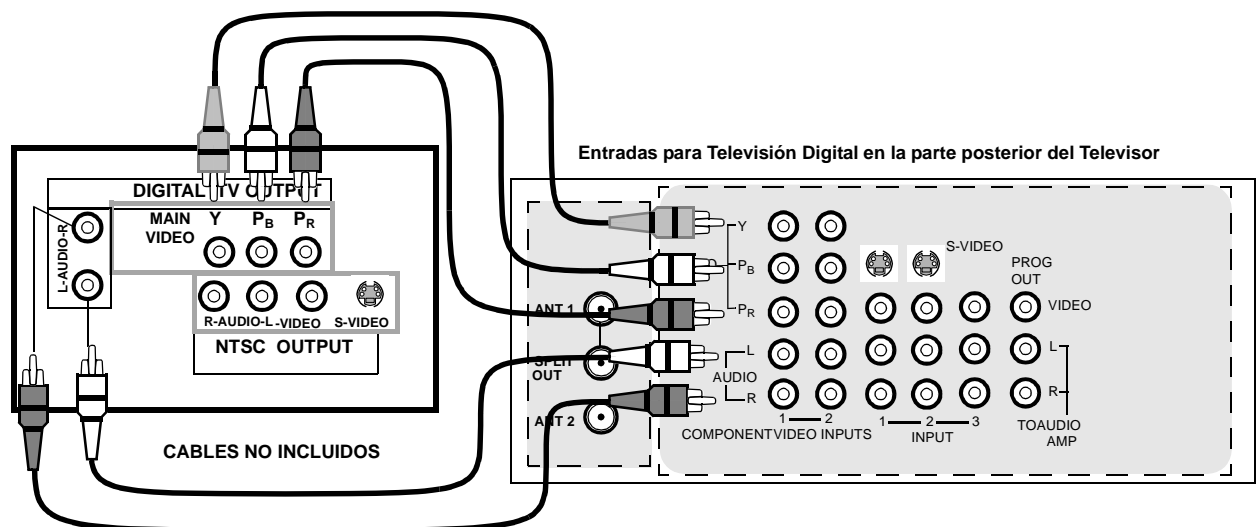 Entradas para Televisión Digital en la parte posterior del Televisor
DIGITAL TV OUTPUT
MAIN VIDEO
Y PB PR
L-AUDIO-R
R-AUDIO-L -VIDEO S-VIDEO
NTSC OUTPUT
CABLES NO INCLUIDOS
ANT 1
SPLIT OUT
ANT 2
Y
PB
PR
L
AUDIO
R
S-VIDEO
PROG OUT
VIDEO
L
R
1 2
COMPONENTVIDEO INPUTS
1 2 3
INPUT
TOAUDIO AMP